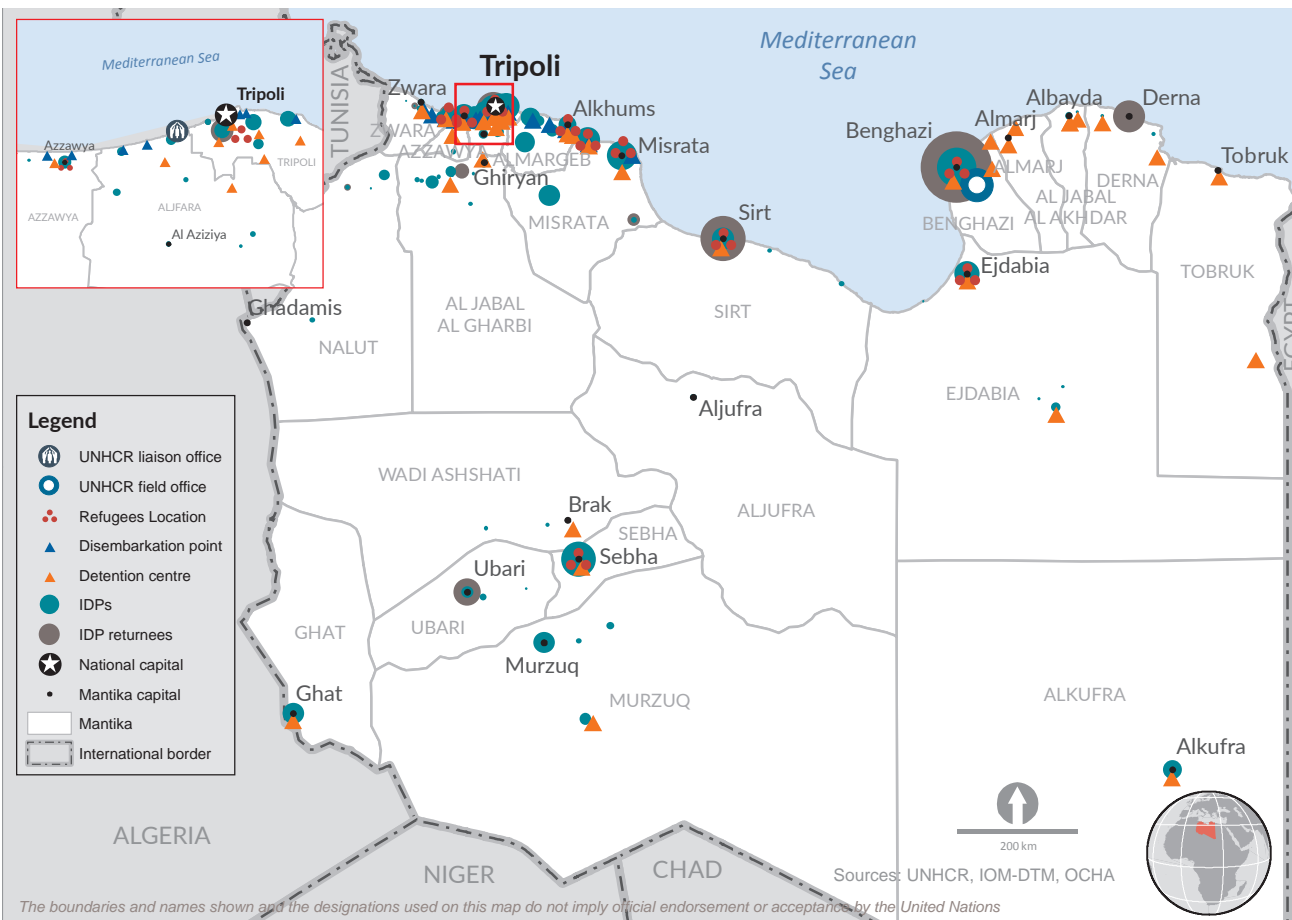 Mediterranean Sea
Tripoli
Azzawya
TRIPOLI
AZZAWYA
ALJFARA
Al Aziziya
TUNISIA
Mediterranean
Sea
Tripoli
Zwara
ZWARA
AZZAWYA
Alkhums
Misrata
ALMARGEB
Ghiryan
MISRATA
Benghazi
Almarj
Albayda
Derna
Tobruk
ALMARJ
AL JABAL
AL AKHDAR
DERNA
BENGHAZI
Sirt
Ejdabia
TOBRUK
EGYPT
Ghadamis
NALUT
AL JABAL
AL GHARBI
SIRT
Aljufra
EJDABIA
Legend
UNHCR liaison office
UNHCR field office
Refugees Location
Disembarkation point
Detention centre
IDPs
IDP returnees
National capital
Mantika capital
Mantika
International border
WADI ASHSHATI
Brak
SEBHA
Sebha
ALJUFRA
Ubari
UBARI
GHAT
Murzuq
Ghat
MURZUQ
ALKUFRA
Alkufra
200 km
ALGERIA
NIGER
CHAD
Sources: UNHCR, IOM-DTM, OCHA
The boundaries and names shown and the designations used on this map do not imply official endorsement or acceptance by the United Nations